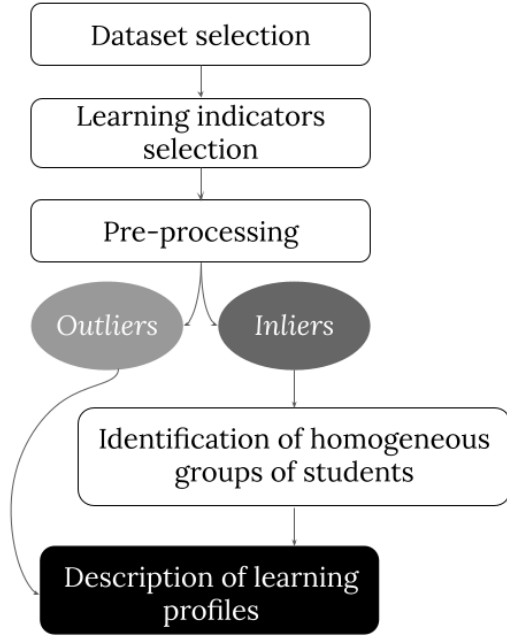 Dataset selection
Learning indicators
selection
Pre-processing
Outliers
Inliers
Identification of homogeneous
groups of students
Description of learning
profiles